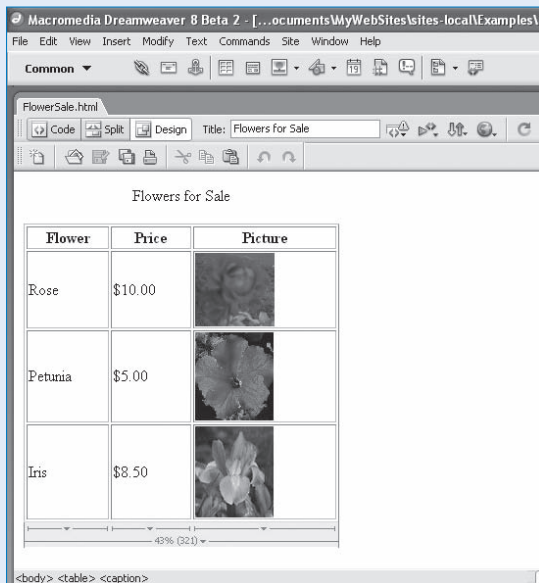 Macromedia Dreamweaver 8 Beta 2 - [...ocuments\MyWebSites\sites-local\Examples\
File Edit View Insert Modify Text Commands Site Window Help
Common
FlowerSale.html
Code Split Design Title: Flowers for Sale
Flowers for Sale
Flower Price Picture
Rose $10.00
Petunia $5.00
Iris $8.50
43% (321)
<body> <table> <caption>